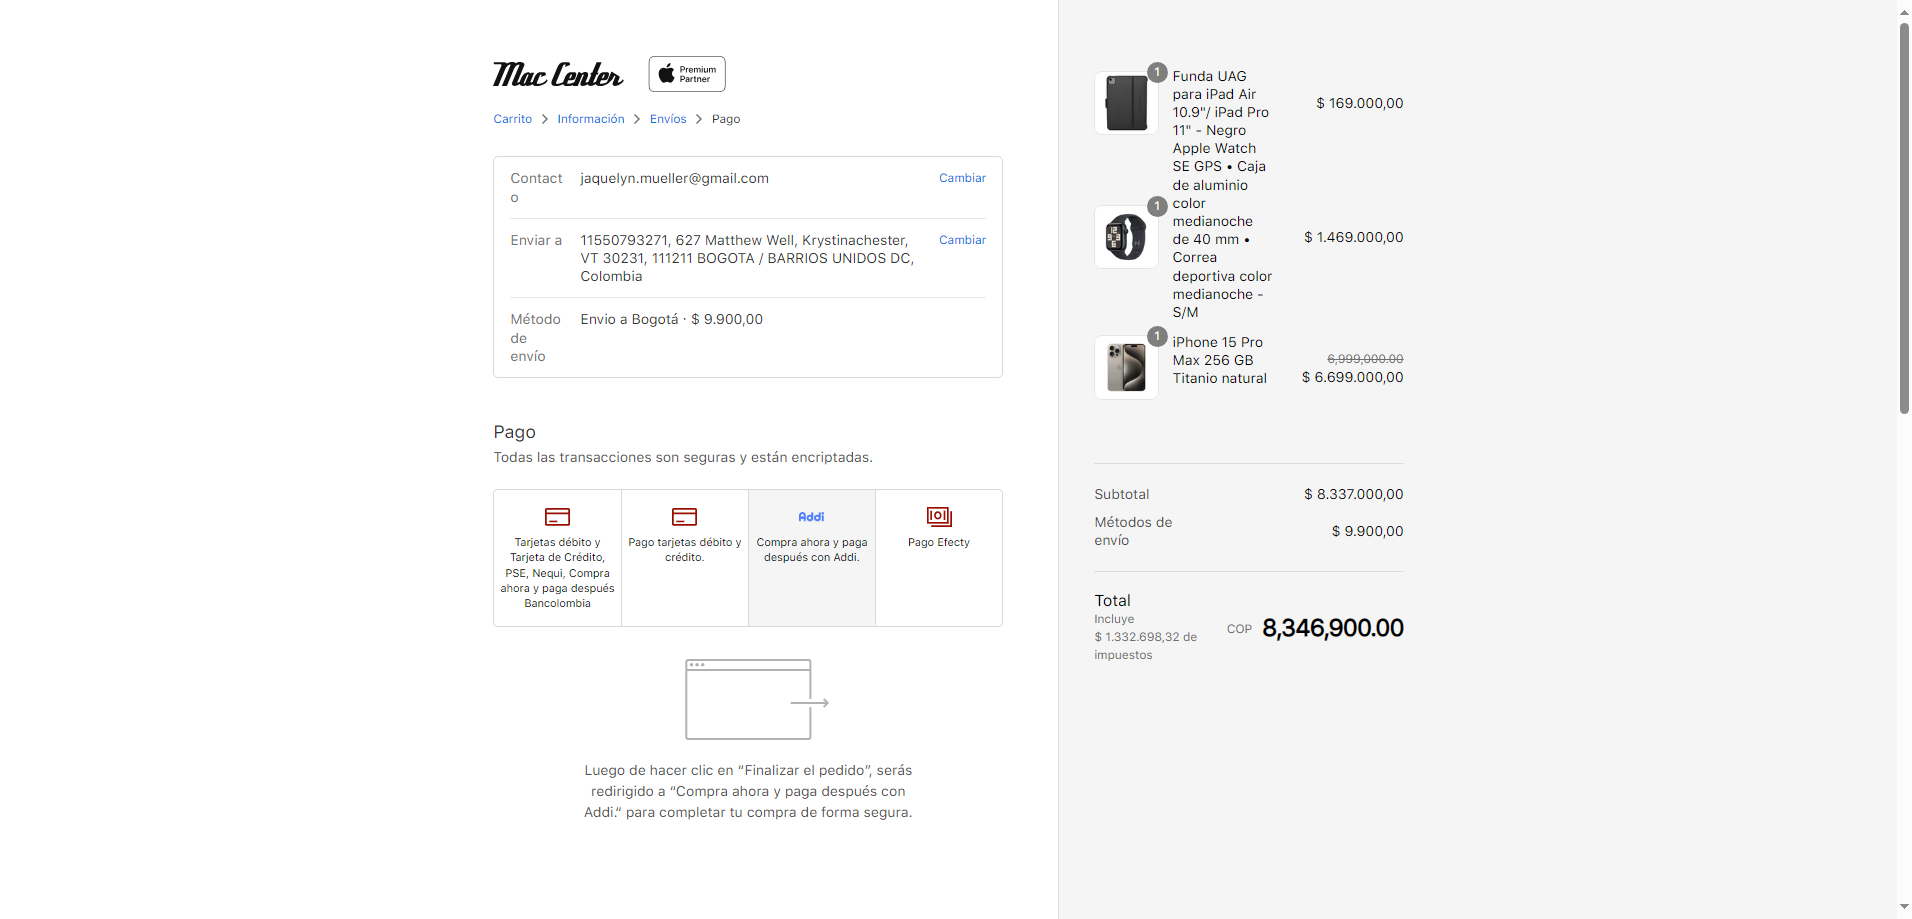 Mac Center
Premium
Partner
Carrito
Información
Envíos
Pago
Contact
o
jaquelyn.mueller@gmail.com
Cambiar
Enviar a
11550793271, 627 Matthew Well, Krystinachester,
VT 30231, 111211 BOGOTA / BARRIOS UNIDOS DC,
Colombia
Cambiar
Método
de
envío
Envio a Bogotá · $ 9.900,00
Pago
Todas las transacciones son seguras y están encriptadas.
Tarjetas débito y
Tarjeta de Crédito,
PSE, Nequi, Compra
ahora y paga después
Bancolombia
Pago tarjetas débito y
crédito.
Addi
Compra ahora y paga
después con Addi.
Pago Efecty
Luego de hacer clic en “Finalizar el pedido”, serás
redirigido a “Compra ahora y paga después con
Addi.“ para completar tu compra de forma segura.
1
Funda UAG
para iPad Air
10.9"/ iPad Pro
11" - Negro
$ 169.000,00
1
Apple Watch
SE GPS • Caja
de aluminio
color
medianoche
de 40 mm •
Correa
deportiva color
medianoche -
S/M
$ 1.469.000,00
1
iPhone 15 Pro
Max 256 GB
Titanio natural
6,999,000.00
$ 6.699.000,00
Subtotal
$ 8.337.000,00
Métodos de
envío
$ 9.900,00
Total
Incluye
$ 1.332.698,32 de
impuestos
COP 8,346,900.00